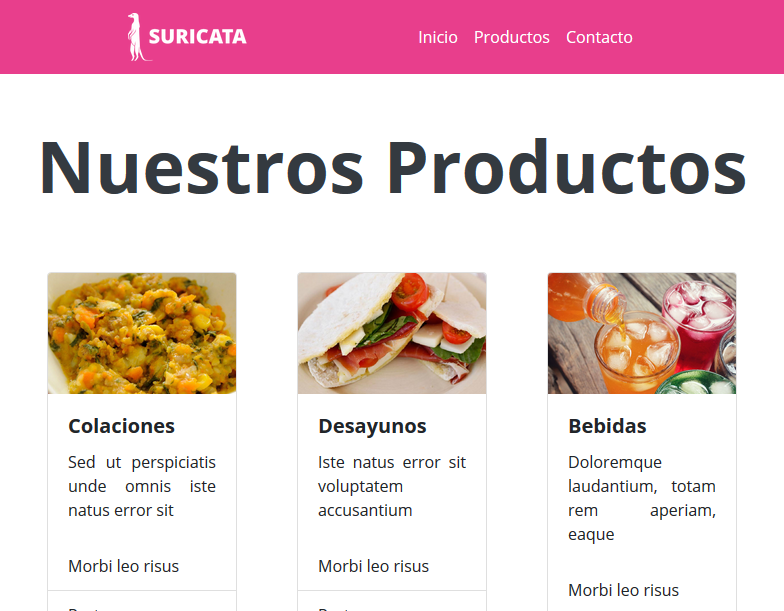 SURICATA
Inicio Productos Contacto
Nuestros Productos
Colaciones
Sed ut perspiciatis
unde omnis iste
natus error sit
Morbi leo risus
Desayunos
Iste natus error sit
voluptatem
accusantium
Morbi leo risus
Bebidas
Doloremque
laudantium, totam
rem aperiam,
eaque
Morbi leo risus